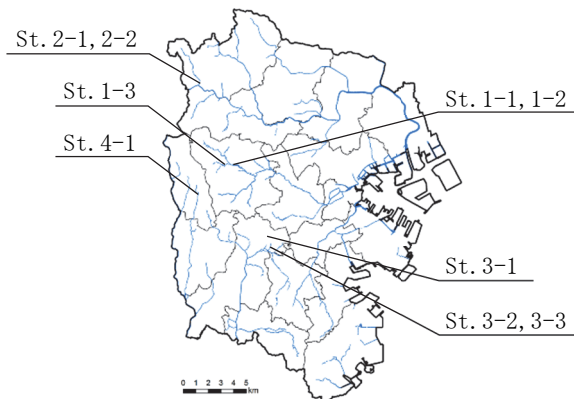 St. 2-1, 2-2
St. 1-3
St. 1-1, 1-2
St. 4-1
St. 3-1
St. 3-2, 3-3
0 1 2 3 4 5
km